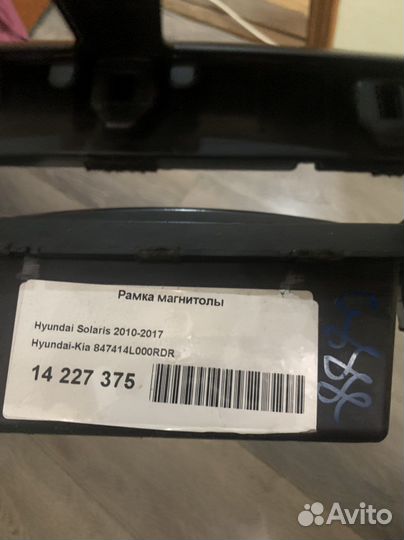 Рамка магнитолы
Hyundai Solaris 2010-2017
Hyundai-Kia 847414L000RDR
14 227 375
Avito